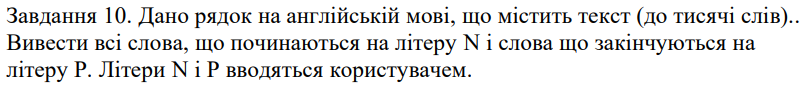 Завдання 10. Дано рядок на англійській мові, що містить текст (до тисячі слів)..
Вивести всі слова, що починаються на літеру N і слова що закінчуються на
літеру P. Літери N і P вводяться користувачем.